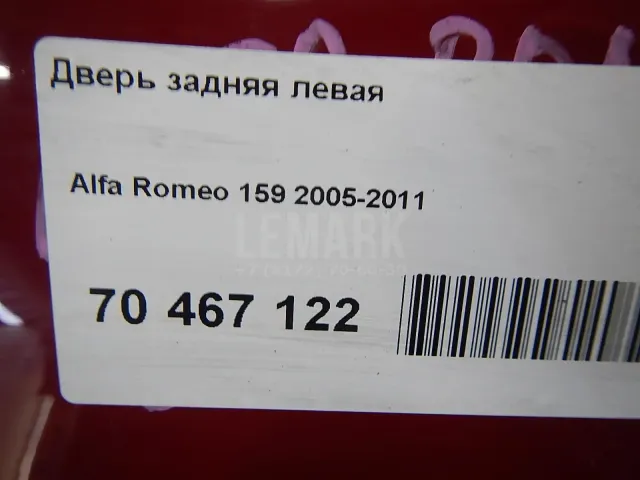 Дверь задняя левая
Alfa Romeo 159 2005-2011
LEMARK
70 467 122